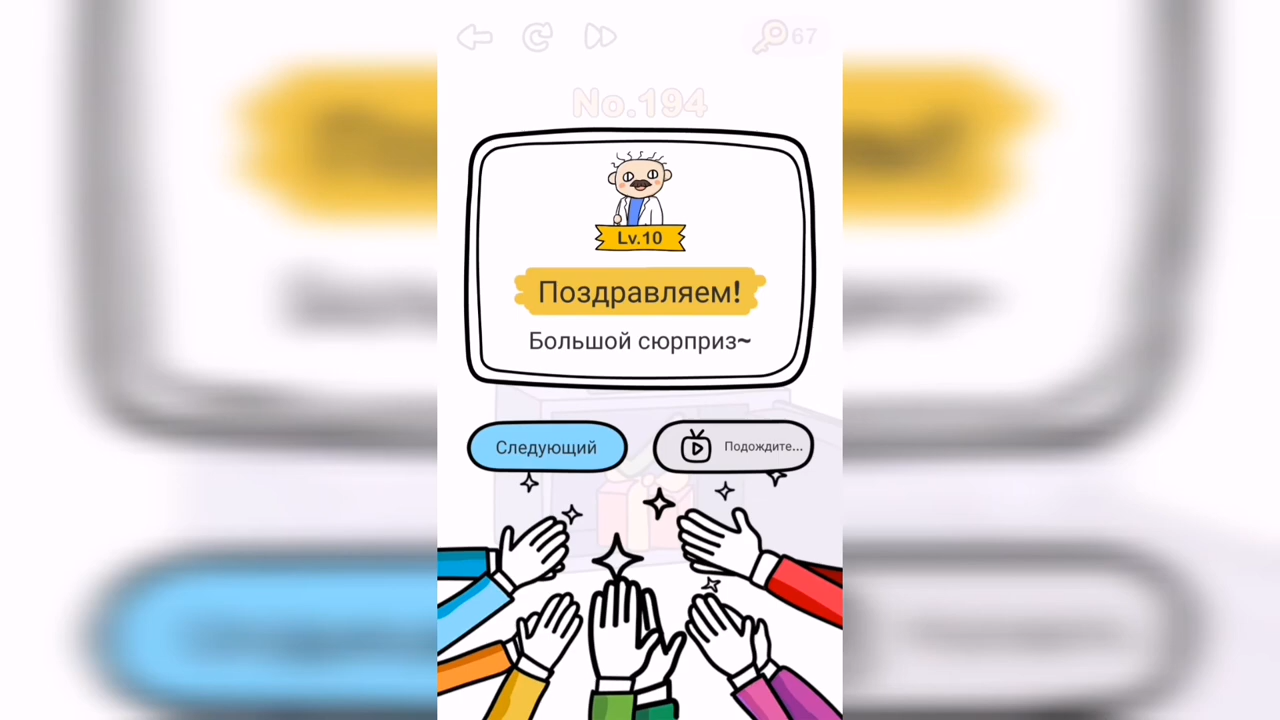 67
No.194
Lv.10
Поздравляем!
Большой сюрприз~
Следующий
Подождите...